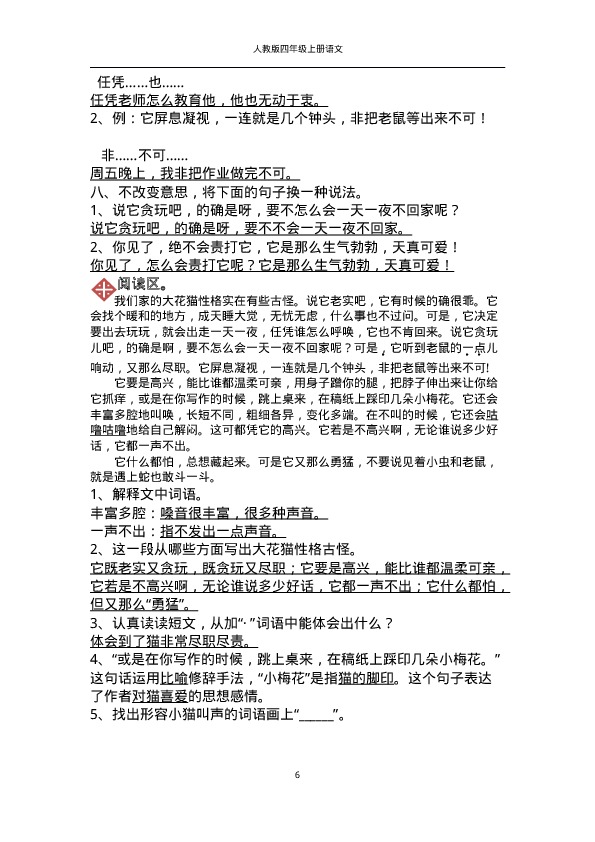 人教版四年级上册语文
任凭……也……
任凭老师怎么教育他，他也无动于衷。
2、例：它屏息凝视，一连就是几个钟头，非把老鼠等出来不可！
非……不可……
周五晚上，我非把作业做完不可。
八、不改变意思，将下面的句子换一种说法。
1、说它贪玩吧，的确是呀，要不怎么会一天一夜不回家呢？
说它贪玩吧，的确是呀，要不不会一天一夜不回家。
2、你见了，绝不会责打它，它是那么生气勃勃，天真可爱！
你见了，怎么会责打它呢？它是那么生气勃勃，天真可爱！
阅读区。
我们家的大花猫性格实在有些古怪。说它老实吧，它有时候的确很乖。它
会找个暖和的地方，成天睡大觉，无忧无虑，什么事也不过问。可是，它决定
要出去玩玩，就会出走一天一夜，任凭谁怎么呼唤，它也不肯回来。说它贪玩
儿吧，的确是啊，要不怎么会一天一夜不回家呢？可是，它听到老鼠的一点儿
响动，又那么尽职。它屏息凝视，一连就是几个钟头，非把老鼠等出来不可!
它要是高兴，能比谁都温柔可亲，用身子蹭你的腿，把脖子伸出来让你给
它抓痒，或是在你写作的时候，跳上桌来，在稿纸上踩印几朵小梅花。它还会
丰富多腔地叫唤，长短不同，粗细各异，变化多端。在不叫的时候，它还会咕
噜咕噜地给自己解闷。这可都凭它的高兴。它若是不高兴啊，无论谁说多少好
话，它都一声不出。
它什么都怕，总想藏起来。可是它又那么勇猛，不要说见着小虫和老鼠，
就是遇上蛇也敢斗一斗。
1、解释文中词语。
丰富多腔：嗓音很丰富，很多种声音。
一声不出：指不发出一点声音。
2、这一段从哪些方面写出大花猫性格古怪。
它既老实又贪玩，既贪玩又尽职；它要是高兴，能比谁都温柔可亲，
它若是不高兴啊，无论谁说多少好话，它都一声不出；它什么都怕，
但又那么“勇猛”。
3、认真读读短文，从加“· ”词语中能体会出什么？
体会到了猫非常尽职尽责。
4、“或是在你写作的时候，跳上桌来，在稿纸上踩印几朵小梅花。”
这句话运用比喻修辞手法，“小梅花”是指猫的脚印。这个句子表达
了作者对猫喜爱的思想感情。
5、找出形容小猫叫声的词语画上“______”。
6